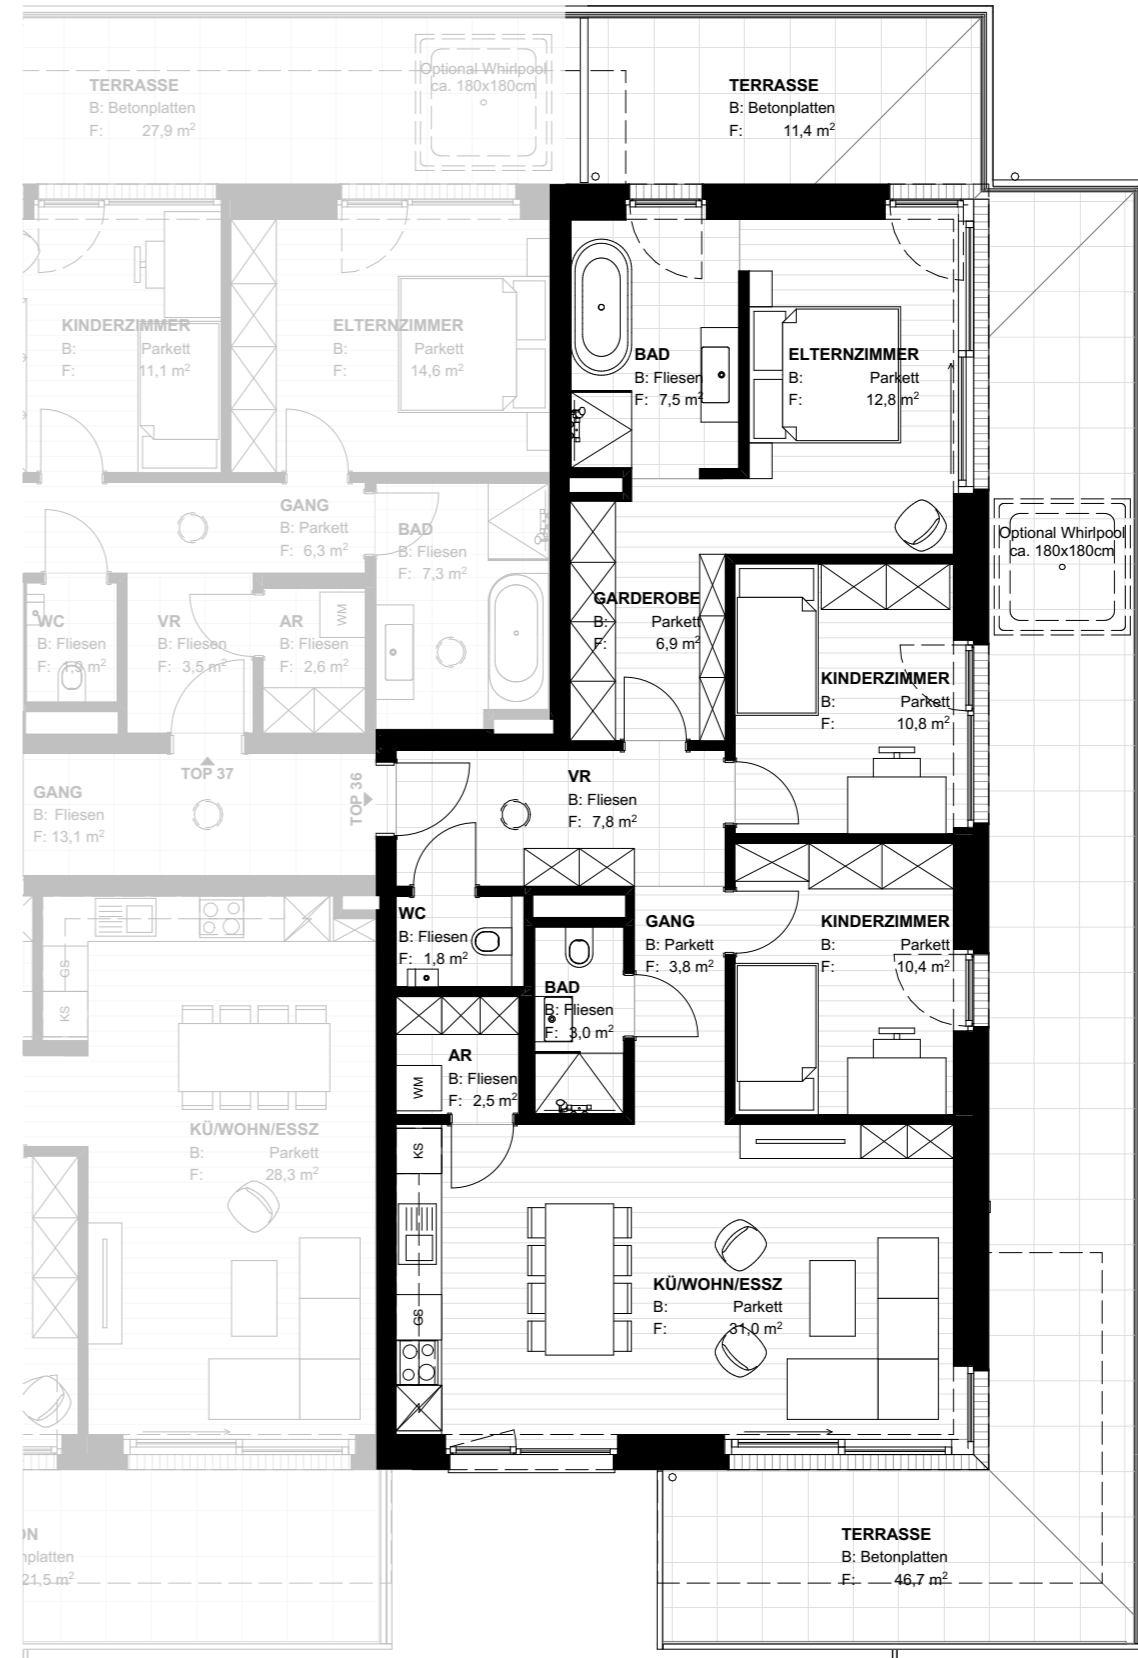 TERRASSE
B: Betonplatten
F: 27,9 m²
Optional Whirlpool
ca. 180x180cm
TERRASSE
B: Betonplatten
F: 11,4 m²
KINDERZIMMER
B: Parkett
F: 11,1 m²
ELTERNZIMMER
B: Parkett
F: 14,6 m²
BAD
B: Fliesen
F: 7,5 m²
ELTERNZIMMER
B: Parkett
F: 12,8 m²
GANG
B: Parkett
F: 6,3 m²
BAD
B: Fliesen
F: 7,3 m²
Optional Whirlpool
ca. 180x180cm
WC
B: Fliesen
F: 1,9 m²
VR
B: Fliesen
F: 3,5 m²
AR
B: Fliesen
F: 2,6 m²
WM
GARDEROBE
B: Parkett
F: 6,9 m²
KINDERZIMMER
B: Parkett
F: 10,8 m²
TOP 37
TOP 36
GANG
B: Fliesen
F: 13,1 m²
VR
B: Fliesen
F: 7,8 m²
WC
B: Fliesen
F: 1,8 m²
GANG
B: Parkett
F: 3,8 m²
KINDERZIMMER
B: Parkett
F: 10,4 m²
GS
KS
BAD
B: Fliesen
F: 3,0 m²
AR
B: Fliesen
F: 2,5 m²
WM
KÜ/WOHN/ESSZ
B: Parkett
F: 28,3 m²
KS
GS
KÜ/WOHN/ESSZ
B: Parkett
F: 31,0 m²
ON
nplatten
21,5 m²
TERRASSE
B: Betonplatten
F: 46,7 m²